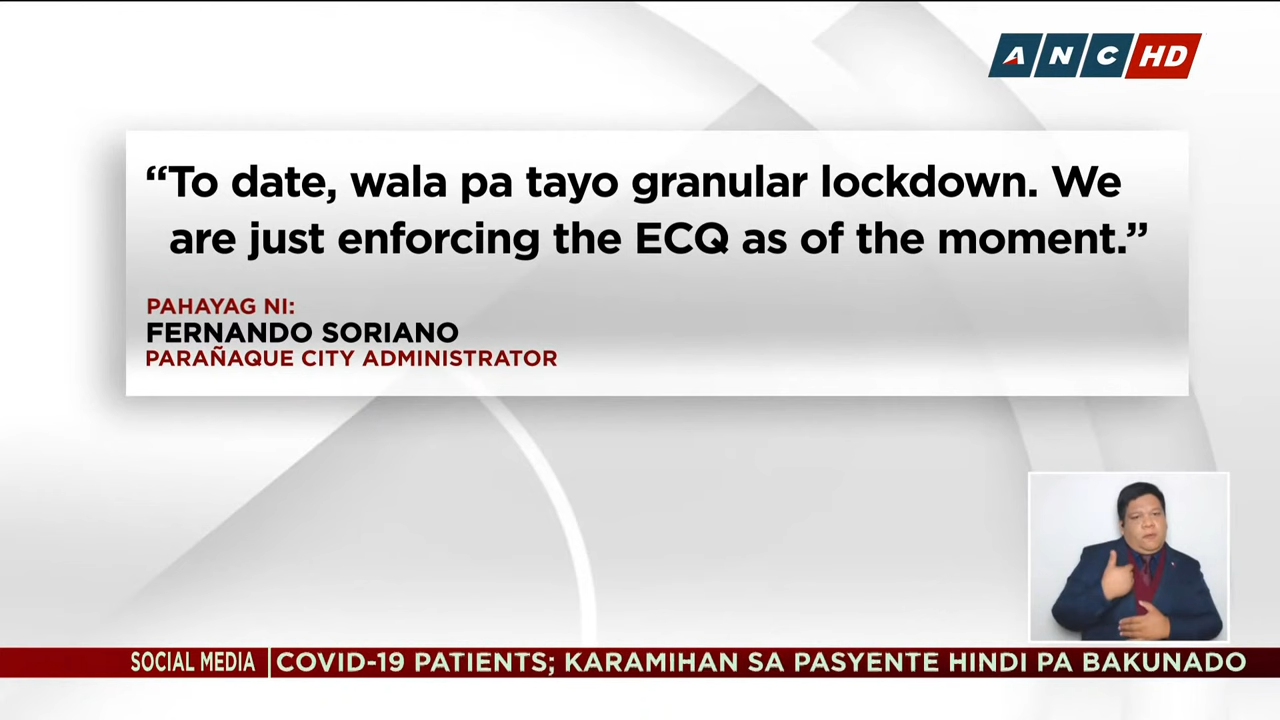 ANC HD
“To date, wala pa tayo granular lockdown. We
are just enforcing the ECQ as of the moment.”
PAHAYAG NI:
FERNANDO SORIANO
PARAÑAQUE CITY ADMINISTRATOR
SOCIAL MEDIA COVID-19 PATIENTS; KARAMIHAN SA PASYENTE HINDI PA BAKUNADO